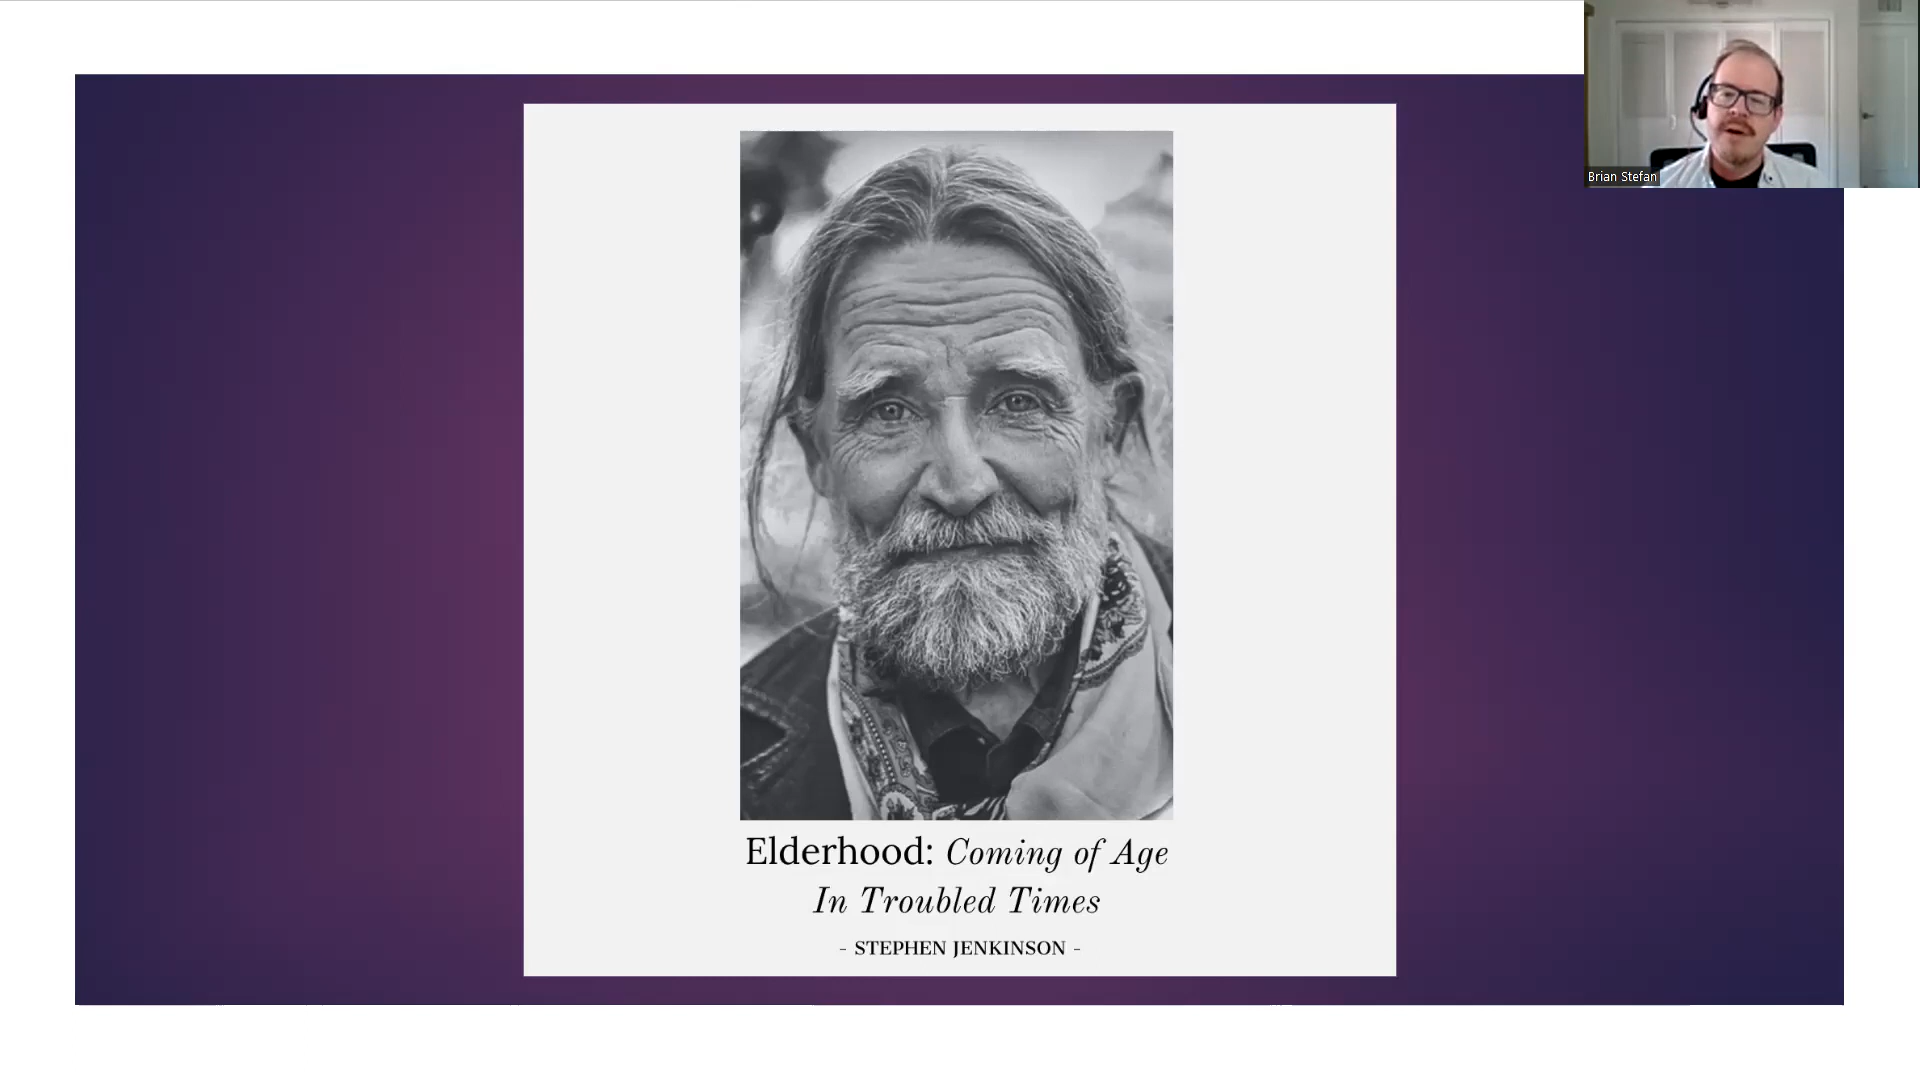 Brian Stefan
Elderhood: Coming of Age
In Troubled Times
- STEPHEN JENKINSON -